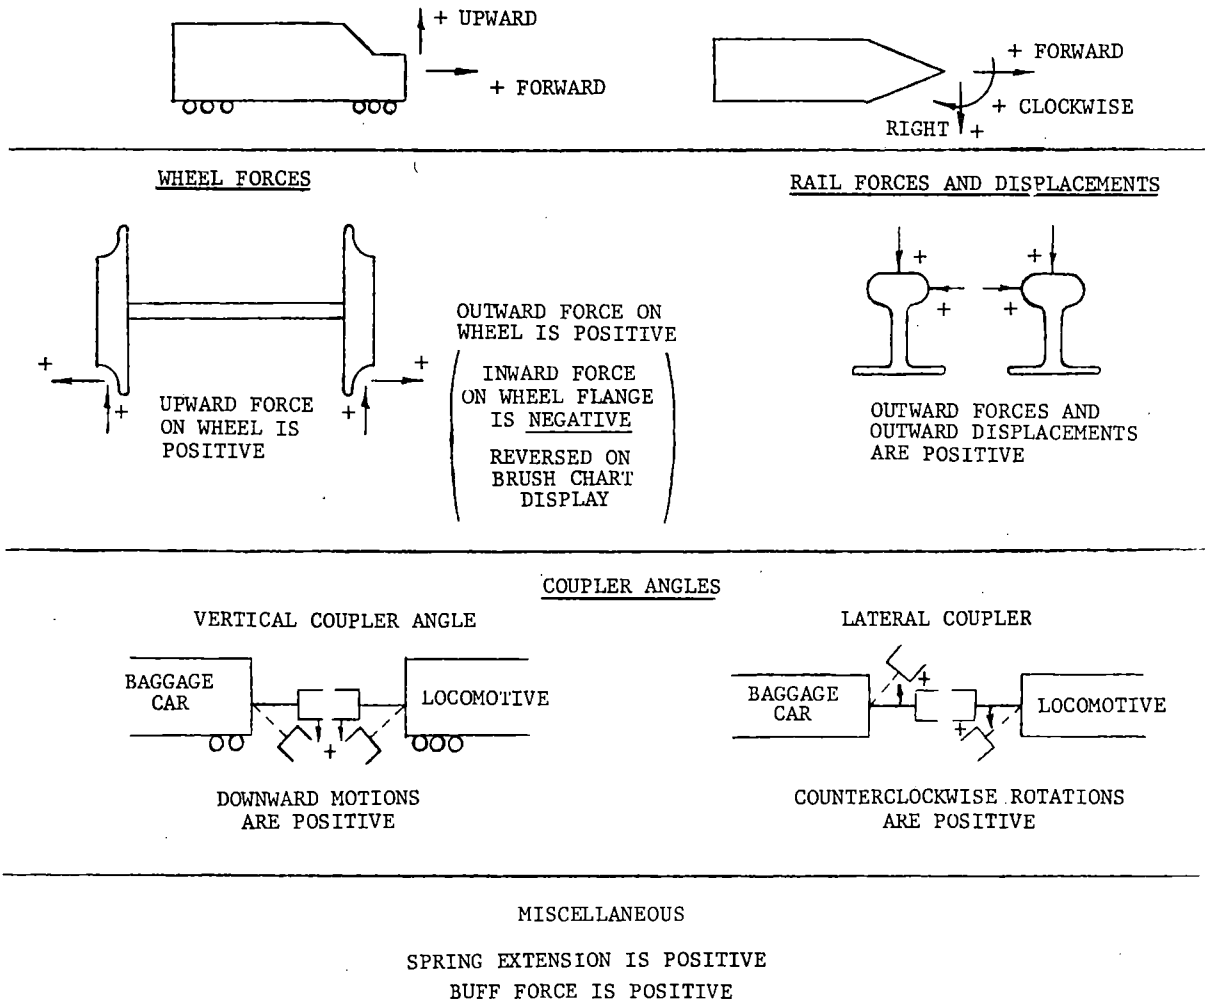 + UPWARD
+ FORWARD
+ FORWARD
+ CLOCKWISE
RIGHT +
WHEEL FORCES
+
+
+
+
UPWARD FORCE
ON WHEEL IS
POSITIVE
OUTWARD FORCE ON
WHEEL IS POSITIVE
INWARD FORCE
ON WHEEL FLANGE
IS NEGATIVE
REVERSED ON
BRUSH CHART
DISPLAY
RAIL FORCES AND DISPLACEMENTS
+ +
+ +
OUTWARD FORCES AND
OUTWARD DISPLACEMENTS
ARE POSITIVE
COUPLER ANGLES
VERTICAL COUPLER ANGLE
BAGGAGE
CAR
LOCOMOTIVE
+
DOWNWARD MOTIONS
ARE POSITIVE
LATERAL COUPLER
BAGGAGE
CAR
+
+
LOCOMOTIVE
COUNTERCLOCKWISE ROTATIONS
ARE POSITIVE
MISCELLANEOUS
SPRING EXTENSION IS POSITIVE
BUFF FORCE IS POSITIVE